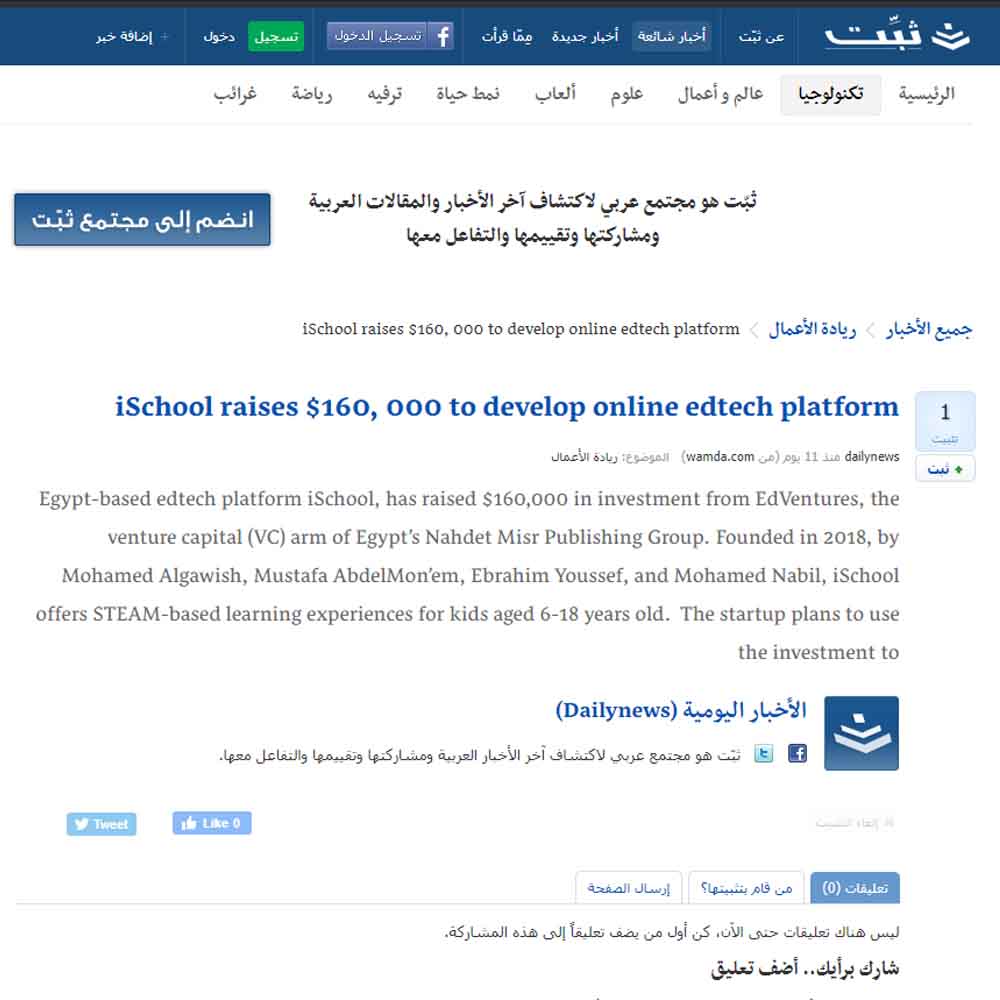 ثبّت
عن ثبّت
أخبار شائعة
أخبار جديدة
مِمّا قرأت
تسجيل الدخول
تسجيل
دخول
+ إضافة خبر
الرئيسية
تكنولوجيا
عالم و أعمال
علوم
ألعاب
نمط حياة
ترفيه
رياضة
غرائب
ثبّت هو مجتمع عربي لاكتشاف آخر الأخبار والمقالات العربية
ومشاركتها وتقييمها والتفاعل معها
انضم إلى مجتمع ثبّت
جميع الأخبار
ريادة الأعمال
iSchool raises $160, 000 to develop online edtech platform
1
تثبيت
ثبت
iSchool raises $160, 000 to develop online edtech platform
dailynews منذ 11 يوم (من wamda.com) الموضوع: ريادة الأعمال
Egypt-based edtech platform iSchool, has raised $160,000 in investment from EdVentures, the
venture capital (VC) arm of Egypt’s Nahdet Misr Publishing Group. Founded in 2018, by
Mohamed Algawish, Mustafa AbdelMon’em, Ebrahim Youssef, and Mohamed Nabil, iSchool
offers STEAM-based learning experiences for kids aged 6-18 years old. The startup plans to use
the investment to
الأخبار اليومية (Dailynews)
ثبّت هو مجتمع عربي لاكتشاف آخر الأخبار العربية ومشاركتها وتقييمها والتفاعل معها.
إلغاء التثبيت
Like 0
Tweet
تعليقات (0)
من قام بتثبيتها؟
إرسال الصفحة
ليس هناك تعليقات حتى الآن، كن أول من يضف تعليقاً إلى هذه المشاركة.
شارك برأيك.. أضف تعليق